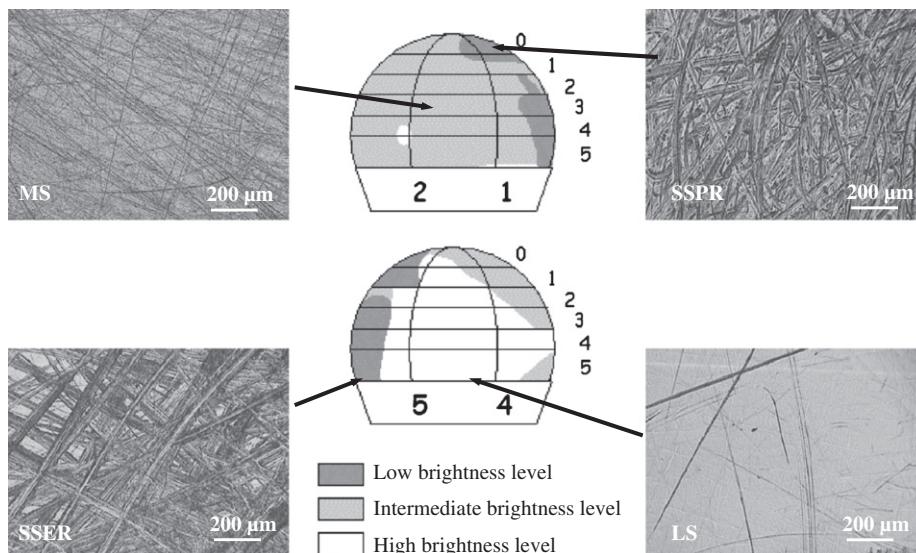 MS
200 µm
0
1
2
3
4
5
2 1
SSPR
200 µm
0
1
2
3
4
5
5 4
SSER
200 µm
LS
200 µm
Low brightness level
Intermediate brightness level
High brightness level